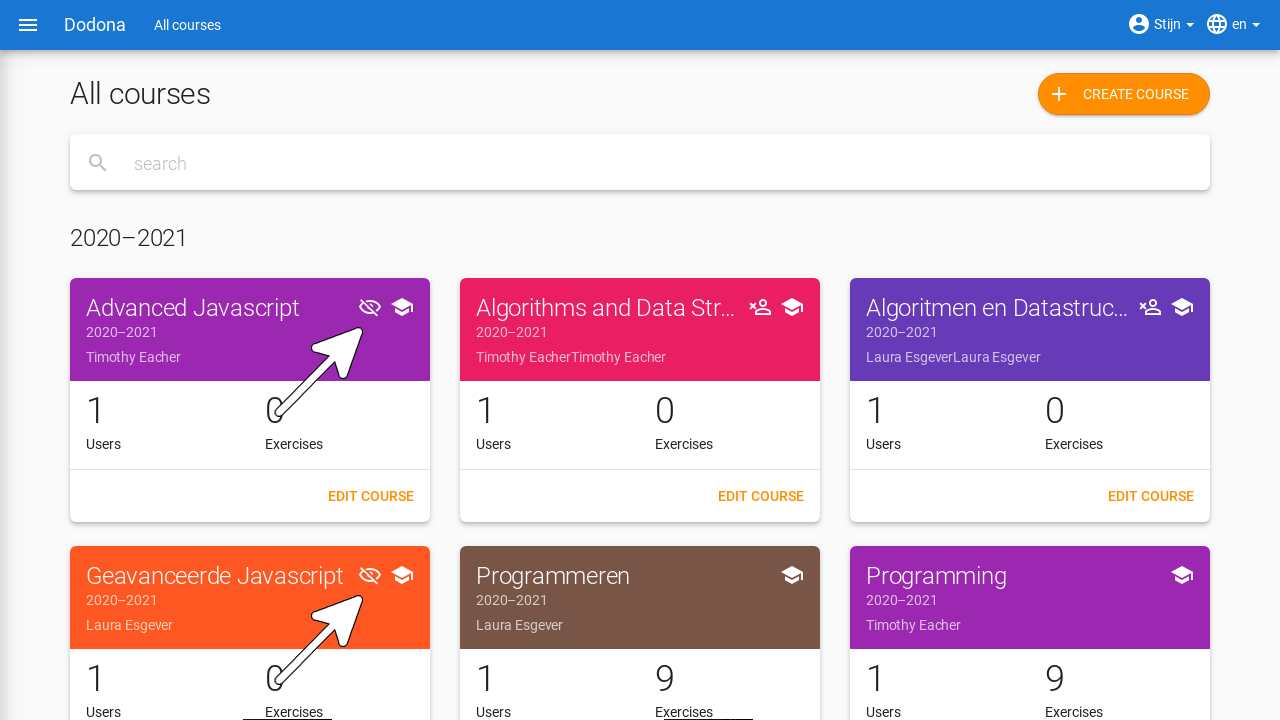 Dodona All courses Stijn en
All courses
CREATE COURSE
search
2020–2021
Advanced Javascript
2020–2021
Timothy Eacher
1 0
Users Exercises
EDIT COURSE
Algorithms and Data Str...
2020–2021
Timothy EacherTimothy Eacher
1 0
Users Exercises
EDIT COURSE
Algoritmen en Datastruc...
2020–2021
Laura EsgeverLaura Esgever
1 0
Users Exercises
EDIT COURSE
Geavanceerde Javascript
2020–2021
Laura Esgever
1 0
Users Exercises
Programmeren
2020–2021
Laura Esgever
1 9
Users Exercises
Programming
2020–2021
Timothy Eacher
1 9
Users Exercises